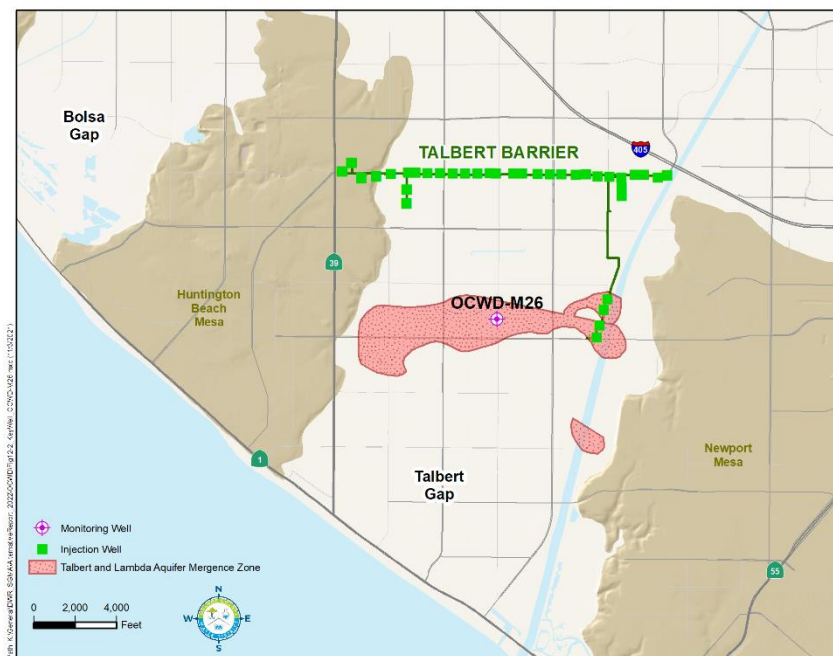 Bolsa
Gap
TALBERT BARRIER
405
39
Huntington
Beach
Mesa
OCWD-M26
Newport
Mesa
Talbert
Gap
1
55
Monitoring Well
Injection Well
Talbert and Lambda Aquifer Mergence Zone
0 2,000 4,000
Feet
N
W E
S